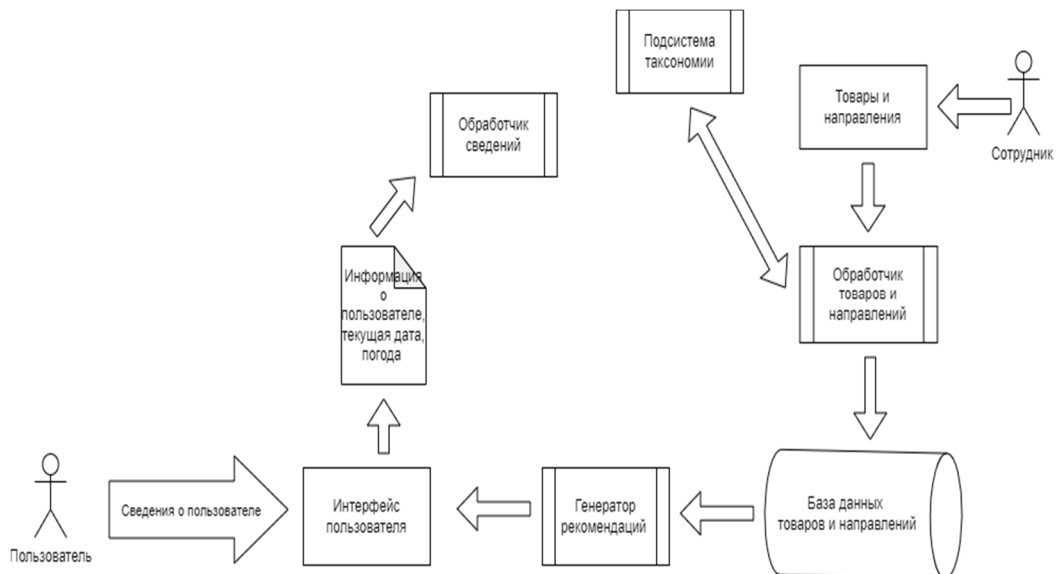 Подсистема
таксономии
Товары и
направления
Сотрудник
Обработчик
сведений
Информация
о
пользователе,
текущая дата,
погода
Обработчик
товаров и
направлений
Пользователь
Сведения о пользователе
Интерфейс
пользователя
Генератор
рекомендаций
База данных
товаров и направлений